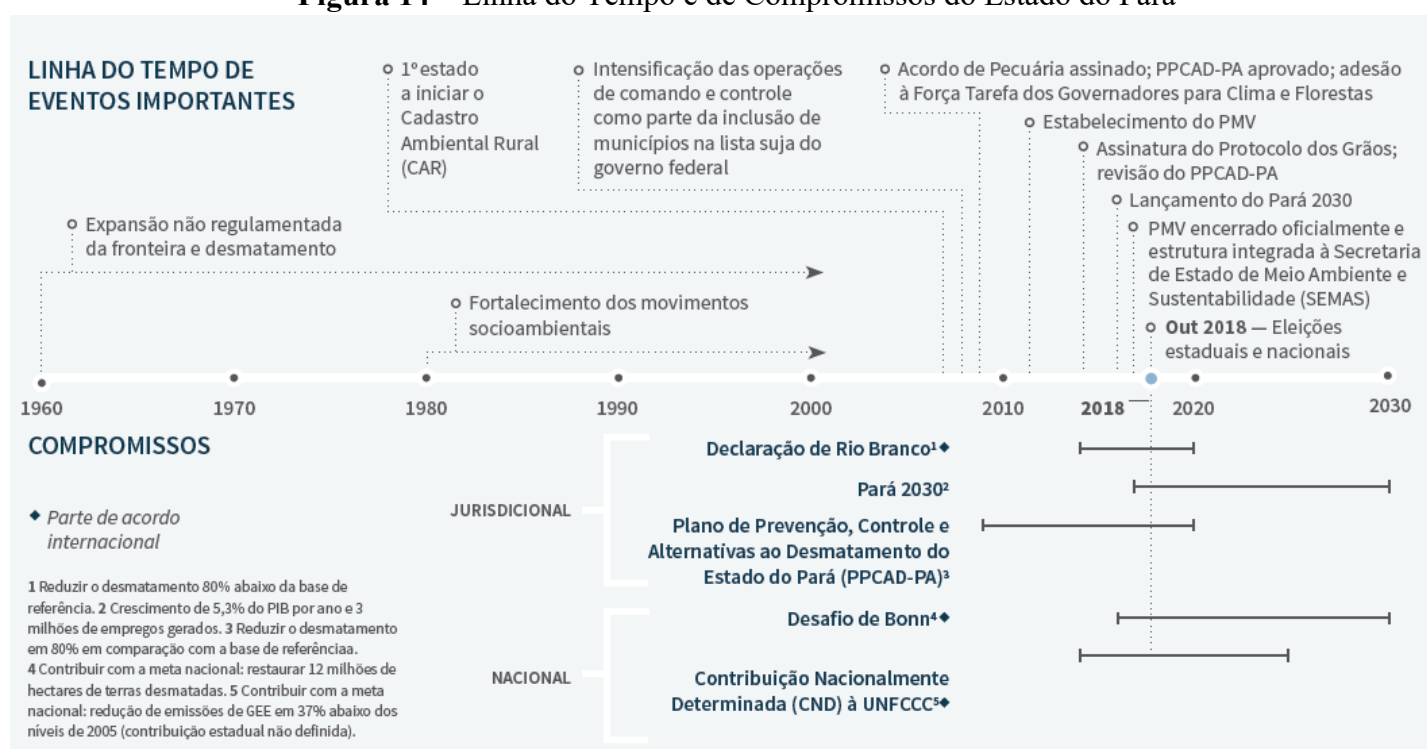 Figura 14 – Linha do Tempo e de Compromissos do Estado do Pará
LINHA DO TEMPO DE
EVENTOS IMPORTANTES
1º estado
a iniciar o
Cadastro
Ambiental Rural
(CAR)
Intensificação das operações
de comando e controle
como parte da inclusão de
municípios na lista suja do
governo federal
Acordo de Pecuária assinado; PPCAD-PA aprovado; adesão
à Força Tarefa dos Governadores para Clima e Florestas
Estabelecimento do PMV
Assinatura do Protocolo dos Grãos;
revisão do PPCAD-PA
Lançamento do Pará 2030
PMV encerrado oficialmente e
estrutura integrada à Secretaria
de Estado de Meio Ambiente e
Sustentabilidade (SEMAS)
Out 2018 — Eleições
estaduais e nacionais
Expansão não regulamentada
da fronteira e desmatamento
Fortalecimento dos movimentos
socioambientais
1960 1970 1980 1990 2000 2010 2018 2020 2030
COMPROMISSOS
◆ Parte de acordo
internacional
1 Reduzir o desmatamento 80% abaixo da base de
referência. 2 Crescimento de 5,3% do PIB por ano e 3
milhões de empregos gerados. 3 Reduzir o desmatamento
em 80% em comparação com a base de referênciaa.
4 Contribuir com a meta nacional: restaurar 12 milhões de
hectares de terras desmatadas. 5 Contribuir com a meta
nacional: redução de emissões de GEE em 37% abaixo dos
níveis de 2005 (contribuição estadual não definida).
JURISDICIONAL
Declaração de Rio Branco¹◆
Pará 2030²
Plano de Prevenção, Controle e
Alternativas ao Desmatamento do
Estado do Pará (PPCAD-PA)³
NACIONAL
Desafio de Bonn⁴◆
Contribuição Nacionalmente
Determinada (CND) à UNFCCC⁵◆